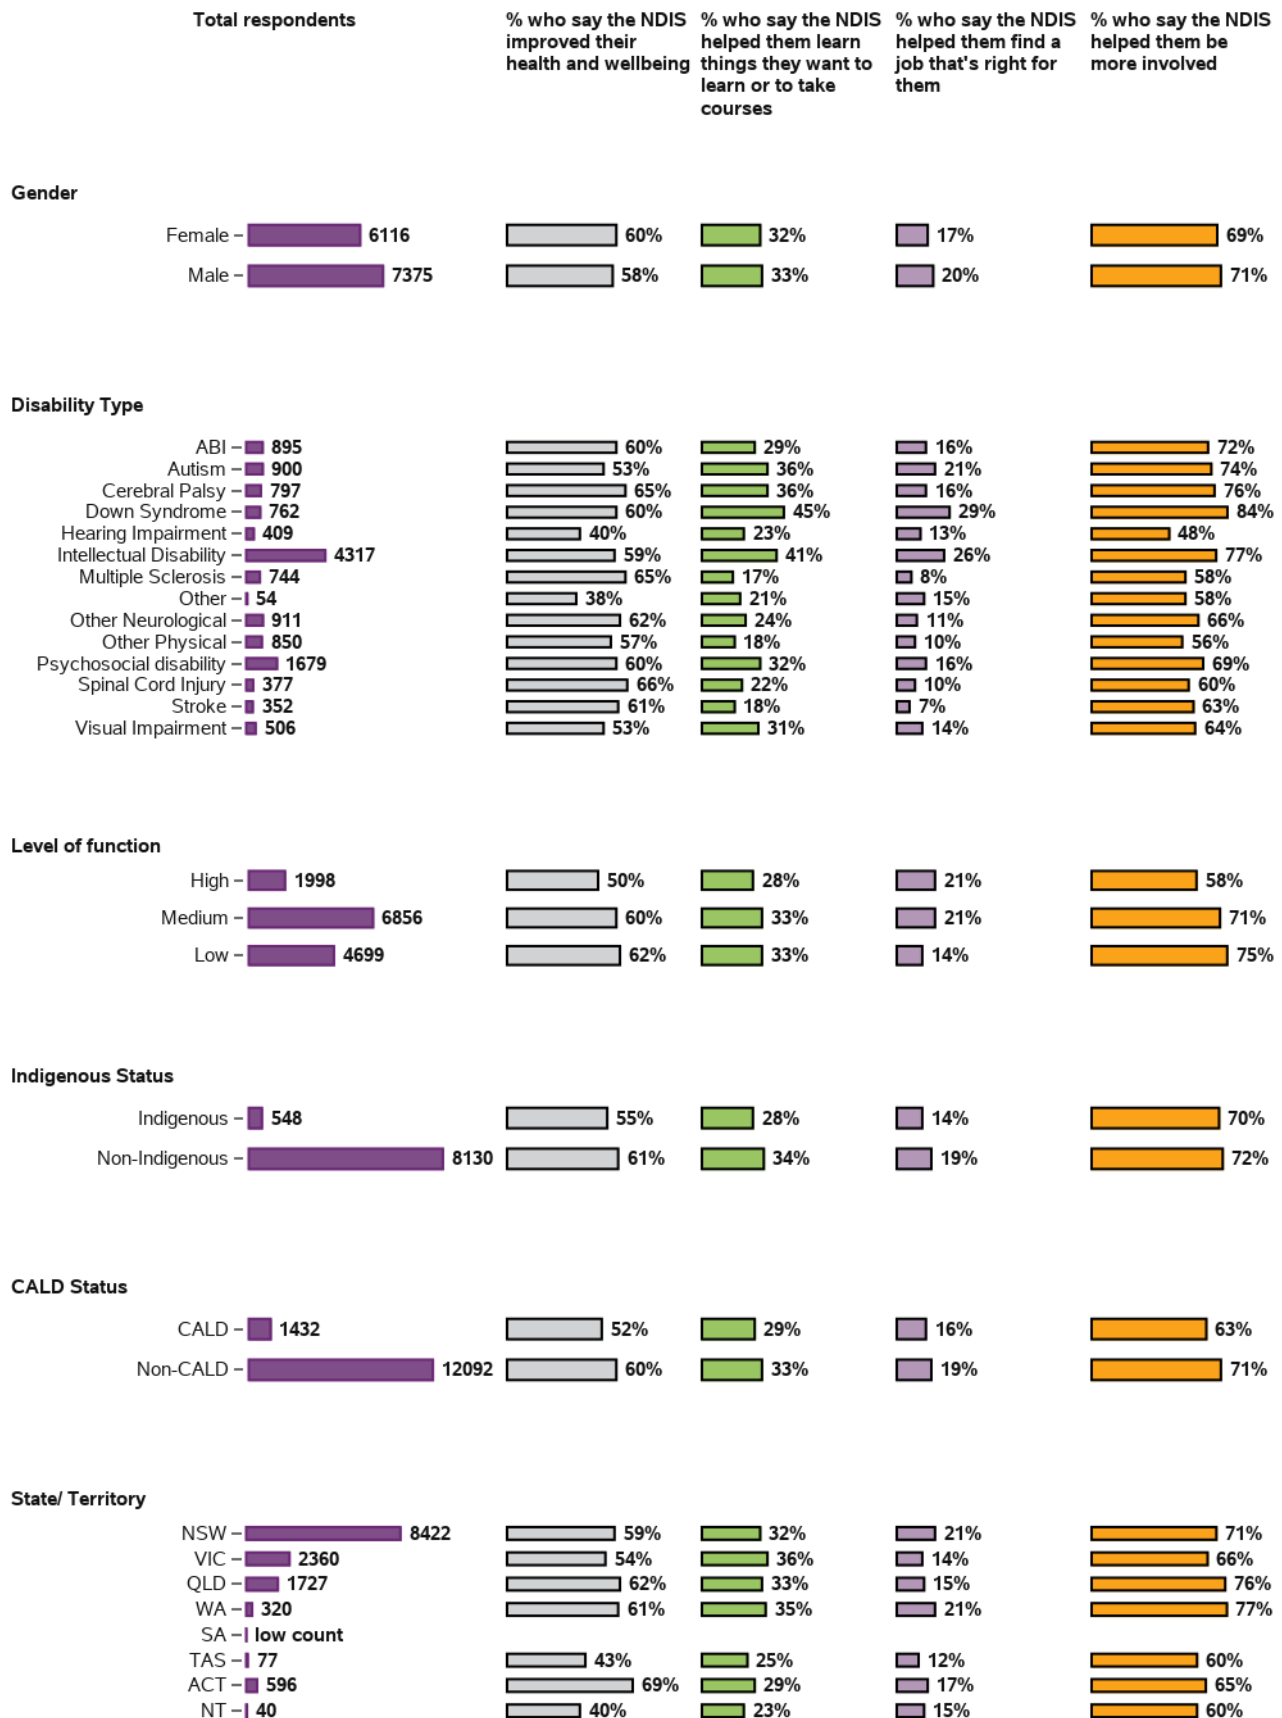 Total respondents
% who say the NDIS improved their health and wellbeing
% who say the NDIS helped them learn things they want to learn or to take courses
% who say the NDIS helped them find a job that's right for them
% who say the NDIS helped them be more involved
Gender
Female 6116 60% 32% 17% 69%
Male 7375 58% 33% 20% 71%
Disability Type
ABI 895 60% 29% 16% 72%
Autism 900 53% 36% 21% 74%
Cerebral Palsy 797 65% 36% 16% 76%
Down Syndrome 762 60% 45% 29% 84%
Hearing Impairment 409 40% 23% 13% 48%
Intellectual Disability 4317 59% 41% 26% 77%
Multiple Sclerosis 744 65% 17% 8% 58%
Other 54 38% 21% 15% 58%
Other Neurological 911 62% 24% 11% 66%
Other Physical 850 57% 18% 10% 56%
Psychosocial disability 1679 60% 32% 16% 69%
Spinal Cord Injury 377 66% 22% 10% 60%
Stroke 352 61% 18% 7% 63%
Visual Impairment 506 53% 31% 14% 64%
Level of function
High 1998 50% 28% 21% 58%
Medium 6856 60% 33% 21% 71%
Low 4699 62% 33% 14% 75%
Indigenous Status
Indigenous 548 55% 28% 14% 70%
Non-Indigenous 8130 61% 34% 19% 72%
CALD Status
CALD 1432 52% 29% 16% 63%
Non-CALD 12092 60% 33% 19% 71%
State/ Territory
NSW 8422 59% 32% 21% 71%
VIC 2360 54% 36% 14% 66%
QLD 1727 62% 33% 15% 76%
WA 320 61% 35% 21% 77%
SA low count
TAS 77 43% 25% 12% 60%
ACT 596 69% 29% 17% 65%
NT 40 40% 23% 15% 60%